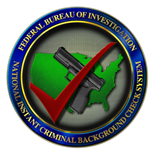 FEDERAL BUREAU OF INVESTIGATION
NATIONAL INSTANT CRIMINAL BACKGROUND CHECK SYSTEM